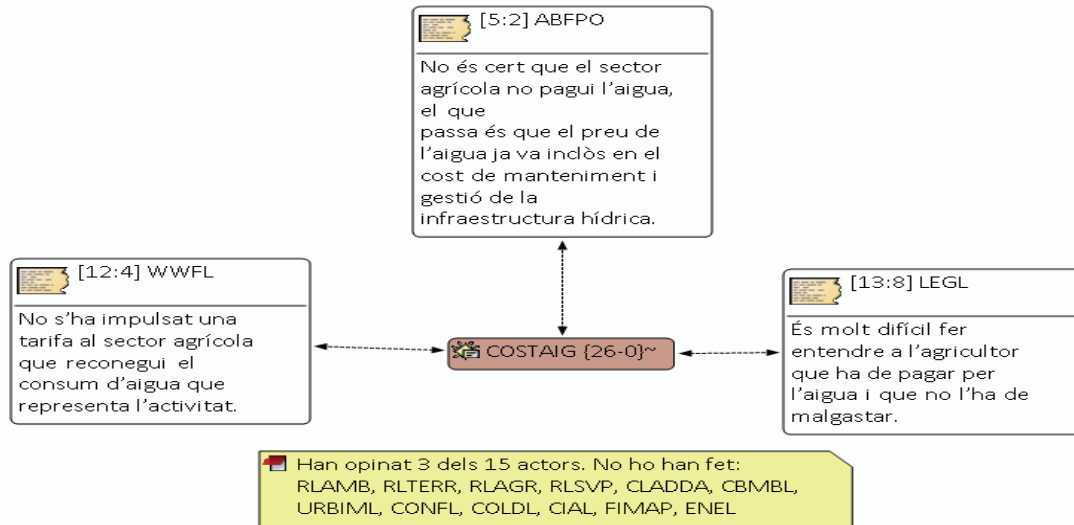 [5:2] ABFPO
No és cert que el sector
agrícola no pagui l'aigua,
el que
passa és que el preu de
l'aigua ja va inclòs en el
cost de manteniment i
gestió de la
infraestructura hídrica.
[12:4] WWFL
No s'ha impulsat una
tarifa al sector agrícola
que reconegui el
consum d'aigua que
representa l'activitat.
COSTAIG {26-0}~
[13:8] LEGL
És molt difícil fer
entendre a l'agricultor
que ha de pagar per
l'aigua i que no l'ha de
malgastar.
Han opinat 3 dels 15 actors. No ho han fet:
RLAMB, RLTERR, RLAGR, RLSVP, CLADDA, CBMBL,
URBIML, CONFL, COLDL, CIAL, FIMAP, ENEL